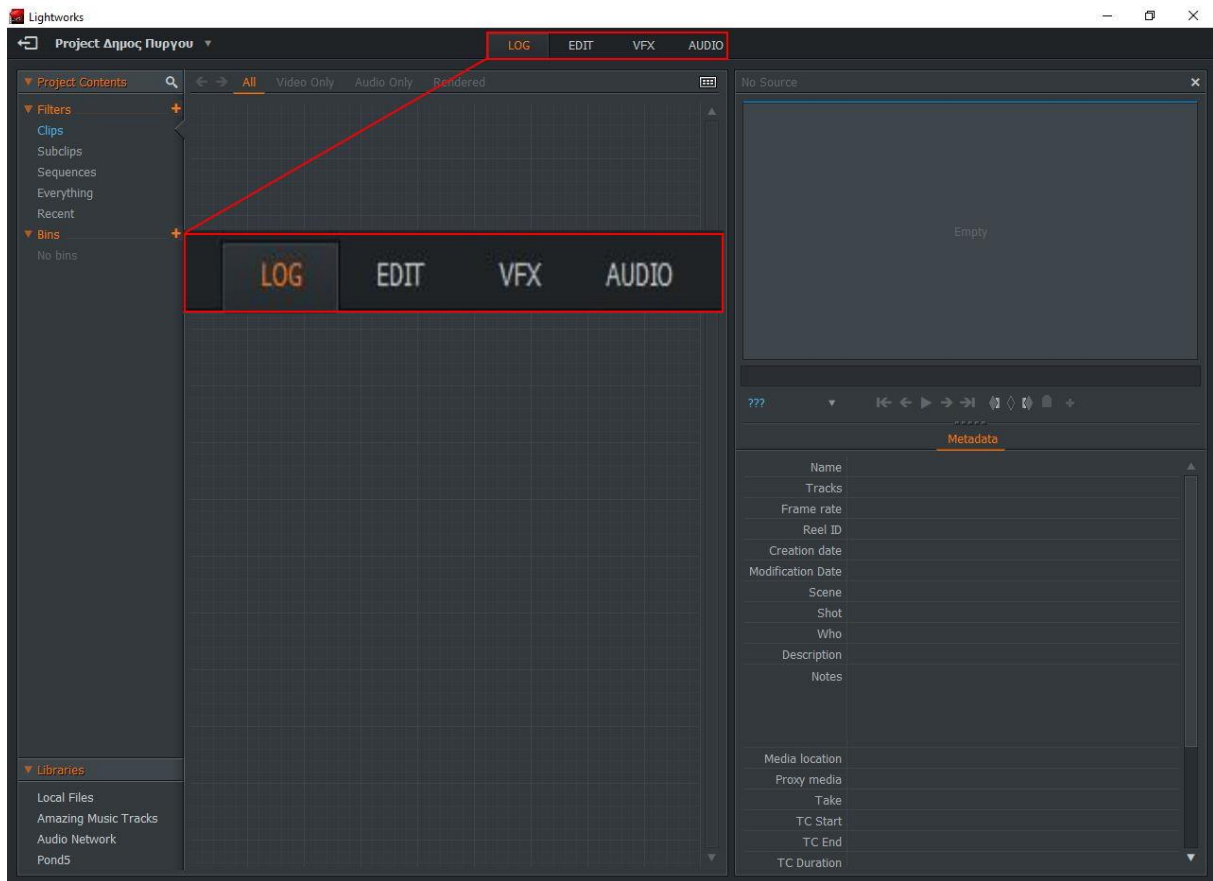 Lightworks
Project Δημος Πυργου
LOG EDIT VFX AUDIO
Project Contents
Filters
Clips
Subclips
Sequences
Everything
Recent
Bins
No bins
All Video Only Audio Only Rendered
LOG EDIT VFX AUDIO
Libraries
Local Files
Amazing Music Tracks
Audio Network
Pond5
No Source
Empty
???
Metadata
Name
Tracks
Frame rate
Reel ID
Creation date
Modification Date
Scene
Shot
Who
Description
Notes
Media location
Proxy media
Take
TC Start
TC End
TC Duration